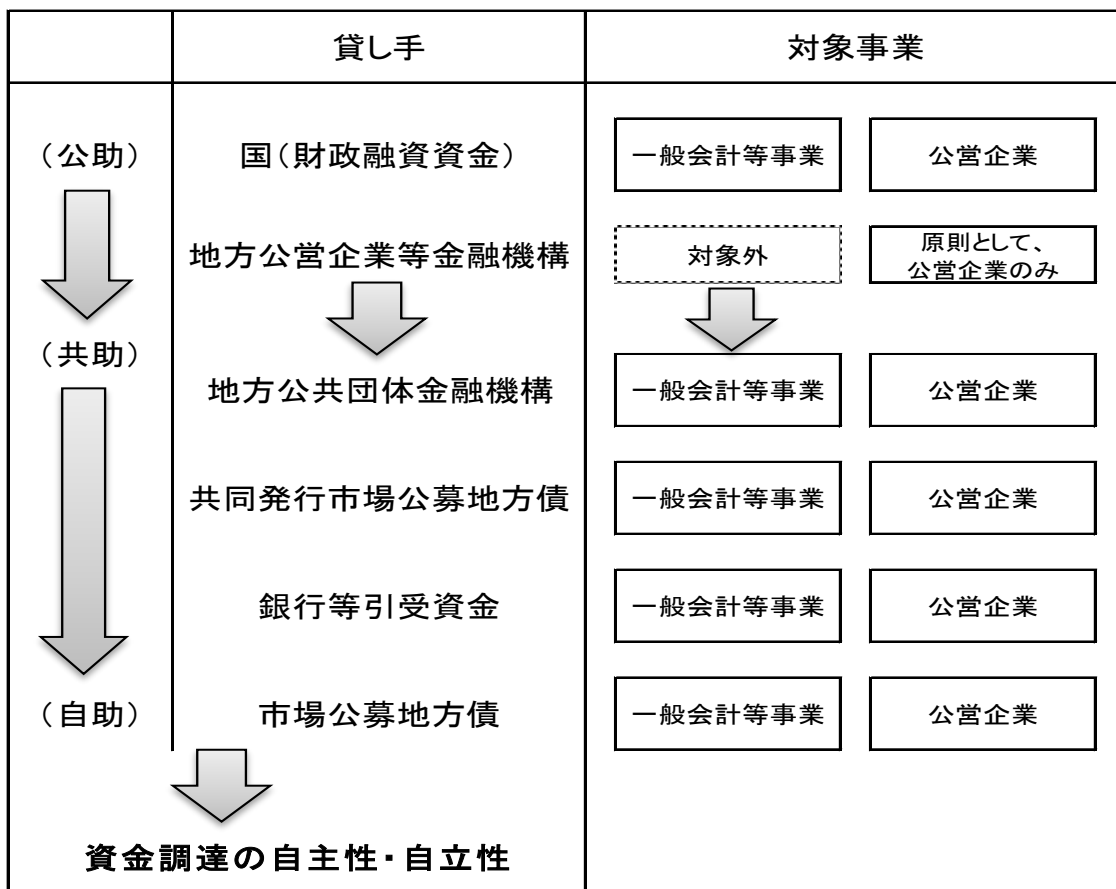 貸し手
対象事業
（公助）
国（財政融資資金）
一般会計等事業
公営企業
地方公営企業等金融機構
対象外
原則として、
公営企業のみ
（共助）
地方公共団体金融機構
一般会計等事業
公営企業
共同発行市場公募地方債
一般会計等事業
公営企業
銀行等引受資金
一般会計等事業
公営企業
（自助）
市場公募地方債
一般会計等事業
公営企業
資金調達の自主性・自立性